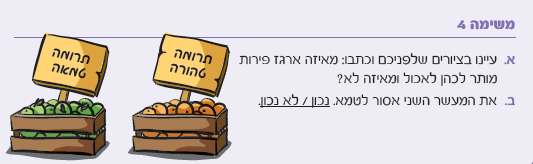 משימה 4
א. עיינו בציורים שלפניכם וכתבו: מאיזה ארגז פירות
מותר לכהן לאכול ומאיזה לא?
ב. את המעשר השני אסור לטמא. נכון / לא נכון.
תרומה
טהורה
תרומה
טמאה